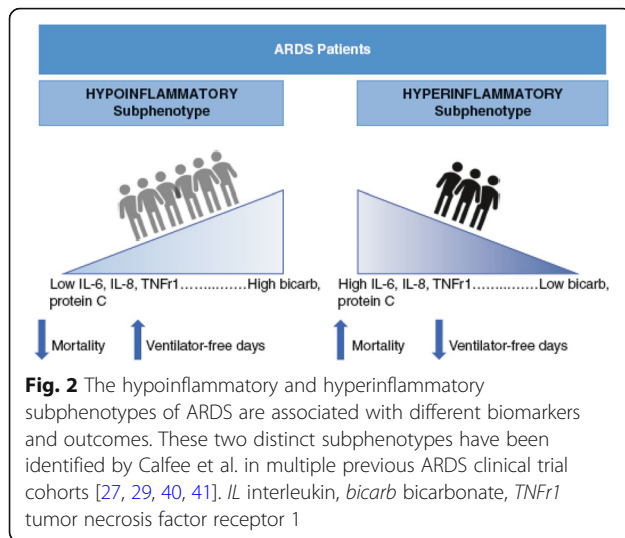 ARDS Patients
HYPOINFLAMMATORY
Subphenotype
HYPERINFLAMMATORY
Subphenotype
Low IL-6, IL-8, TNFr1……..…….High bicarb,
protein C
High IL-6, IL-8, TNFr1……..…….Low bicarb,
protein C
Mortality
Ventilator-free days
Mortality
Ventilator-free days
Fig. 2 The hypoinflammatory and hyperinflammatory
subphenotypes of ARDS are associated with different biomarkers
and outcomes. These two distinct subphenotypes have been
identified by Calfee et al. in multiple previous ARDS clinical trial
cohorts [27, 29, 40, 41]. IL interleukin, bicarb bicarbonate, TNFr1
tumor necrosis factor receptor 1